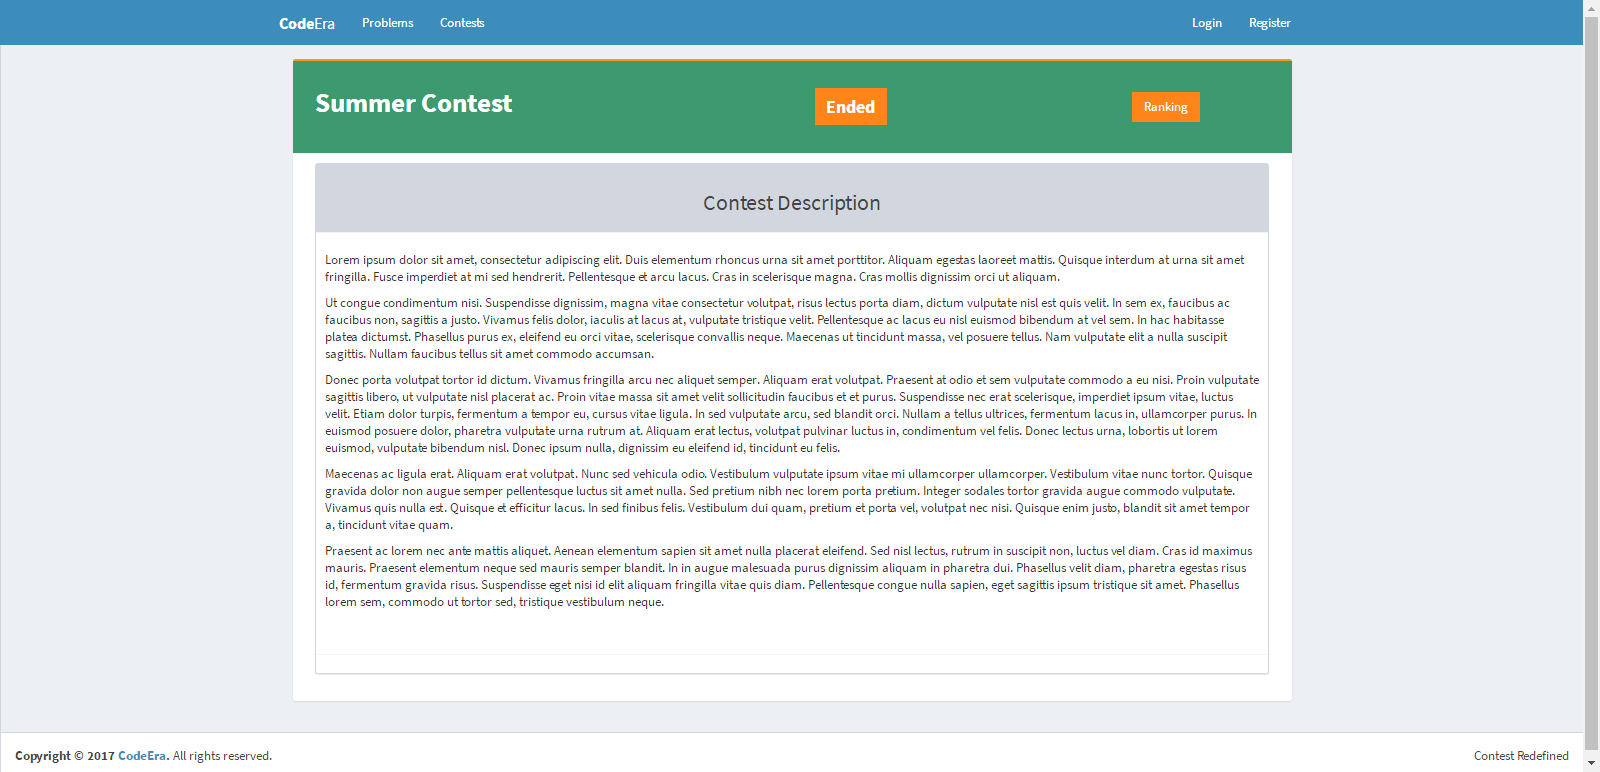 CodeEra Problems Contests Login Register
Summer Contest Ended Ranking
Contest Description
Lorem ipsum dolor sit amet, consectetur adipiscing elit. Duis elementum rhoncus urna sit amet porttitor. Aliquam egestas laoreet mattis. Quisque interdum at urna sit amet
fringilla. Fusce imperdiet at mi sed hendrerit. Pellentesque et arcu lacus. Cras in scelerisque magna. Cras mollis dignissim orci ut aliquam.
Ut congue condimentum nisi. Suspendisse dignissim, magna vitae consectetur volutpat, risus lectus porta diam, dictum vulputate nisl est quis velit. In sem ex, faucibus ac
faucibus non, sagittis a justo. Vivamus felis dolor, iaculis at lacus at, vulputate tristique velit. Pellentesque ac lacus eu nisl euismod bibendum at vel sem. In hac habitasse
platea dictumst. Phasellus purus ex, eleifend eu orci vitae, scelerisque convallis neque. Maecenas ut tincidunt massa, vel posuere tellus. Nam vulputate elit a nulla suscipit
sagittis. Nullam faucibus tellus sit amet commodo accumsan.
Donec porta volutpat tortor id dictum. Vivamus fringilla arcu nec aliquet semper. Aliquam erat volutpat. Praesent at odio et sem vulputate commodo a eu nisi. Proin vulputate
sagittis libero, ut vulputate nisl placerat ac. Proin vitae massa sit amet velit sollicitudin faucibus et et purus. Suspendisse nec erat scelerisque, imperdiet ipsum vitae, luctus
velit. Etiam dolor turpis, fermentum a tempor eu, cursus vitae ligula. In sed vulputate arcu, sed blandit orci. Nullam a tellus ultrices, fermentum lacus in, ullamcorper purus. In
euismod posuere dolor, pharetra vulputate urna rutrum at. Aliquam erat lectus, volutpat pulvinar luctus in, condimentum vel felis. Donec lectus urna, lobortis ut lorem
euismod, vulputate bibendum nisl. Donec ipsum nulla, dignissim eu eleifend id, tincidunt eu felis.
Maecenas ac ligula erat. Aliquam erat volutpat. Nunc sed vehicula odio. Vestibulum vulputate ipsum vitae mi ullamcorper ullamcorper. Vestibulum vitae nunc tortor. Quisque
gravida dolor non augue semper pellentesque luctus sit amet nulla. Sed pretium nibh nec lorem porta pretium. Integer sodales tortor gravida augue commodo vulputate.
Vivamus quis nulla est. Quisque et efficitur lacus. In sed finibus felis. Vestibulum dui quam, pretium et porta vel, volutpat nec nisi. Quisque enim justo, blandit sit amet tempor
a, tincidunt vitae quam.
Praesent ac lorem nec ante mattis aliquet. Aenean elementum sapien sit amet nulla placerat eleifend. Sed nisl lectus, rutrum in suscipit non, luctus vel diam. Cras id maximus
mauris. Praesent elementum neque sed mauris semper blandit. In in augue malesuada purus dignissim aliquam in pharetra dui. Phasellus velit diam, pharetra egestas risus
id, fermentum gravida risus. Suspendisse eget nisi id elit aliquam fringilla vitae quis diam. Pellentesque congue nulla sapien, eget sagittis ipsum tristique sit amet. Phasellus
lorem sem, commodo ut tortor sed, tristique vestibulum neque.
Copyright © 2017 CodeEra. All rights reserved. Contest Redefined